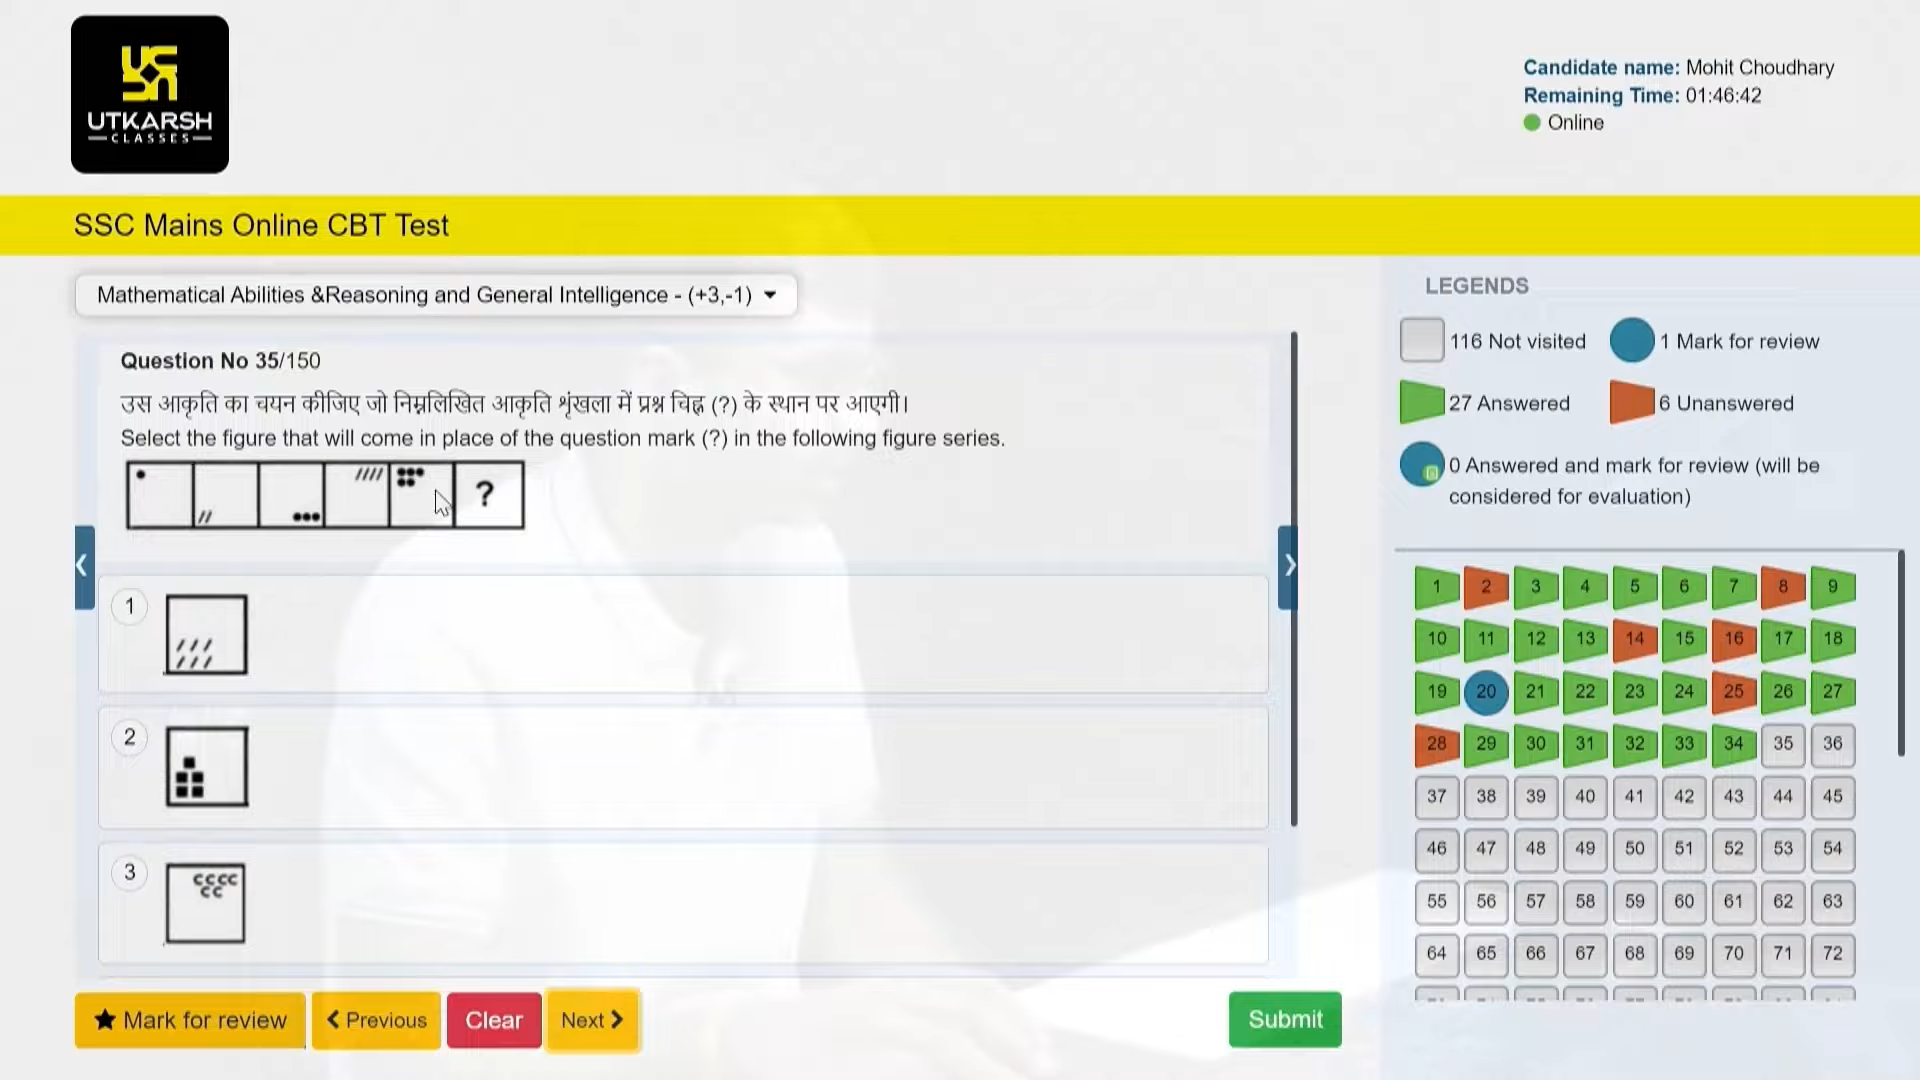 UTKARSH
CLASSES
Candidate name: Mohit Choudhary
Remaining Time: 01:46:42
Online
SSC Mains Online CBT Test
Mathematical Abilities &Reasoning and General Intelligence - (+3,-1)
Question No 35/150
उस आकृति का चयन कीजिए जो निम्नलिखित आकृति श्रृंखला में प्रश्न चिह्न (?) के स्थान पर आएगी।
Select the figure that will come in place of the question mark (?) in the following figure series.
?
1
2
3
CCCC
CC
Mark for review
Previous
Clear
Next
Submit
LEGENDS
116 Not visited
1 Mark for review
27 Answered
6 Unanswered
0 Answered and mark for review (will be
considered for evaluation)
1 2 3 4 5 6 7 8 9
10 11 12 13 14 15 16 17 18
19 20 21 22 23 24 25 26 27
28 29 30 31 32 33 34 35 36
37 38 39 40 41 42 43 44 45
46 47 48 49 50 51 52 53 54
55 56 57 58 59 60 61 62 63
64 65 66 67 68 69 70 71 72